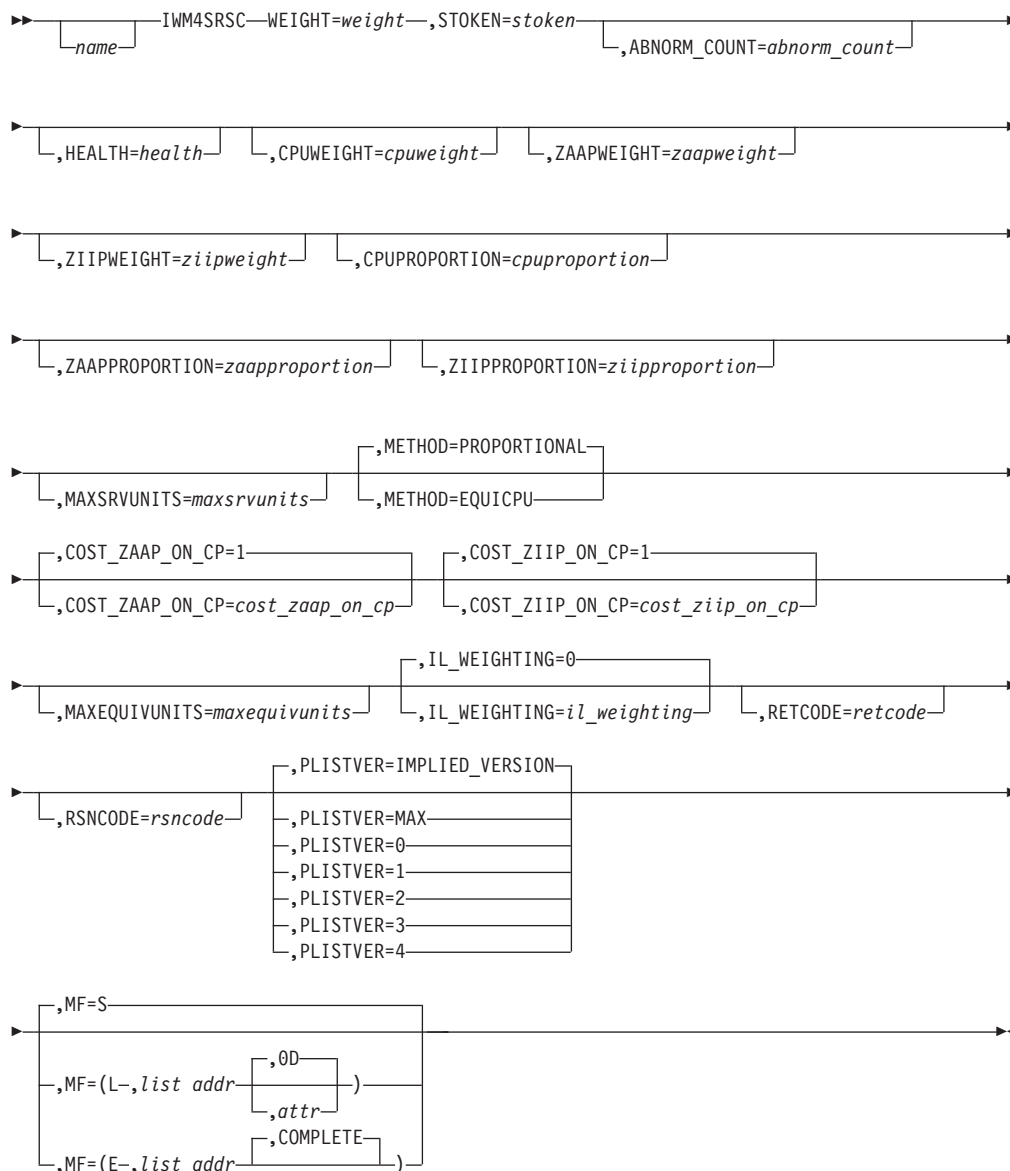 IWM4SRSC WEIGHT=weight ,STOKEN=stoken
name ,ABNORM_COUNT=abnorm_count
,HEALTH=health ,CPUWEIGHT=cpuweight ,ZAAPWEIGHT=zaapweight
,ZIIPWEIGHT=ziipweight ,CPUPROPORTION=cpuproportion
,ZAAPPROPORTION=zaapproportion ,ZIIPPROPORTION=ziipproportion
,METHOD=PROPORTIONAL
,MAXSRVUNITS=maxsrvunits ,METHOD=EQUICPU
,COST_ZAAP_ON_CP=1 ,COST_ZIIP_ON_CP=1
,COST_ZAAP_ON_CP=cost_zaap_on_cp ,COST_ZIIP_ON_CP=cost_ziip_on_cp
,IL_WEIGHTING=0
,MAXEQUIVUNITS=maxequivunits ,IL_WEIGHTING=il_weighting ,RETCODE=retcode
,PLISTVER=IMPLIED_VERSION
,RSNCODE=rsncode ,PLISTVER=MAX
,PLISTVER=0
,PLISTVER=1
,PLISTVER=2
,PLISTVER=3
,PLISTVER=4
,MF=S
,0D
,MF=(L ,list addr )
,attr
,COMPLETE
,MF=(E ,list addr )